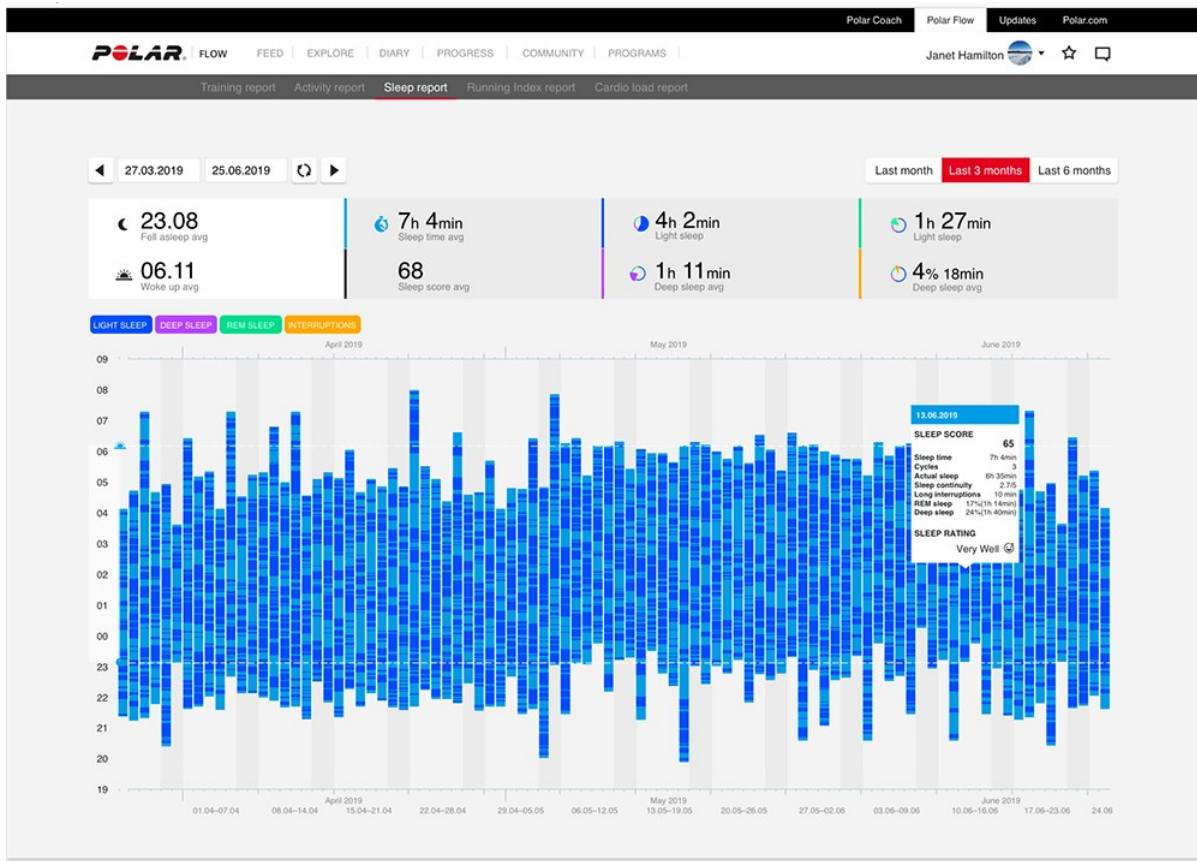 Polar Coach Polar Flow Updates Polar.com
POLAR. FLOW FEED EXPLORE DIARY PROGRESS COMMUNITY PROGRAMS Janet Hamilton
Training report Activity report Sleep report Running Index report Cardio load report
27.03.2019 25.06.2019 Last month Last 3 months Last 6 months
23.08 7h 4min 4h 2min 1h 27min
Fell asleep avg Sleep time avg Light sleep Light sleep
06.11 68 1h 11min 4% 18min
Woke up avg Sleep score avg Deep sleep avg Deep sleep avg
LIGHT SLEEP DEEP SLEEP REM SLEEP INTERRUPTIONS
April 2019 May 2019 June 2019
09
08
07
06
05
04
03
02
01
00
23
22
21
20
19
13.06.2019
SLEEP SCORE
65
Sleep time 7h 4min
Cycles 3
Actual sleep 6h 35min
Sleep continuity 2.7/5
Long interruptions 10 min
REM sleep 17%(1h 14min)
Deep sleep 24%(1h 40min)
SLEEP RATING
Very Well
April 2019 May 2019 June 2019
01.04–07.04 08.04–14.04 15.04–21.04 22.04–28.04 29.04–05.05 06.05–12.05 13.05–19.05 20.05–26.05 27.05–02.06 03.06–09.06 10.06–16.06 17.06–23.06 24.06